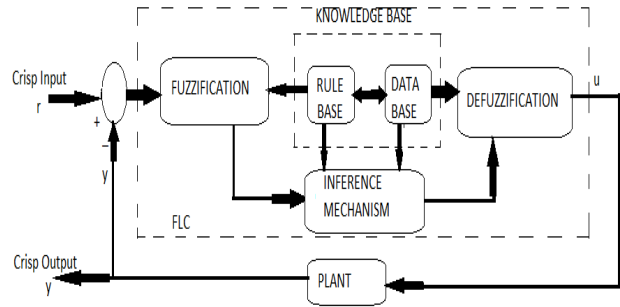 KNOWLEDGE BASE
Crisp Input
r
+
–
y
FUZZIFICATION
RULE
BASE
DATA
BASE
DEFUZZIFICATION
u
INFERENCE
MECHANISM
FLC
Crisp Output
y
PLANT